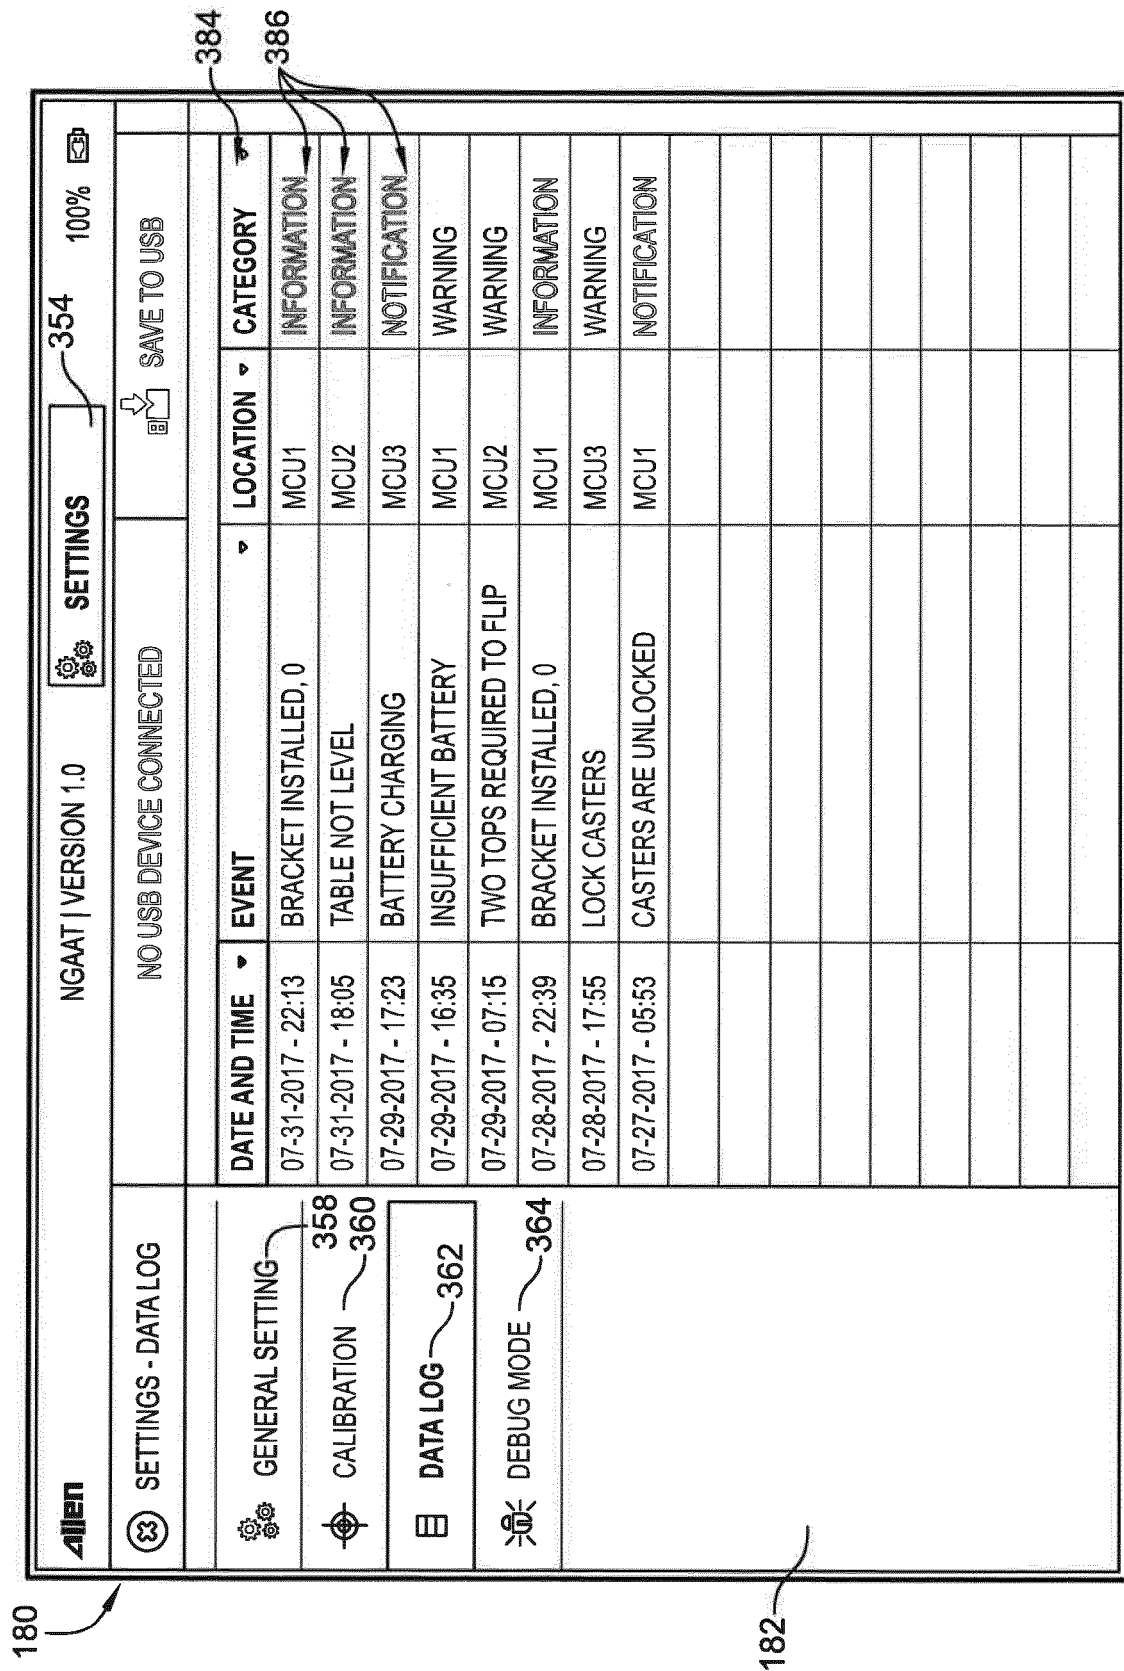 180
Allen
NGAAT | VERSION 1.0
SETTINGS
354
100%
SETTINGS - DATA LOG
NO USB DEVICE CONNECTED
SAVE TO USB
GENERAL SETTING
358
CALIBRATION
360
DATA LOG
362
DEBUG MODE
364
182
384
386
DATE AND TIME EVENT LOCATION CATEGORY
07-31-2017 - 22:13 BRACKET INSTALLED, 0 MCU1 INFORMATION
07-31-2017 - 18:05 TABLE NOT LEVEL MCU2 INFORMATION
07-29-2017 - 17:23 BATTERY CHARGING MCU3 NOTIFICATION
07-29-2017 - 16:35 INSUFFICIENT BATTERY MCU1 WARNING
07-29-2017 - 07:15 TWO TOPS REQUIRED TO FLIP MCU2 WARNING
07-28-2017 - 22:39 BRACKET INSTALLED, 0 MCU1 INFORMATION
07-28-2017 - 17:55 LOCK CASTERS MCU3 WARNING
07-27-2017 - 05:53 CASTERS ARE UNLOCKED MCU1 NOTIFICATION